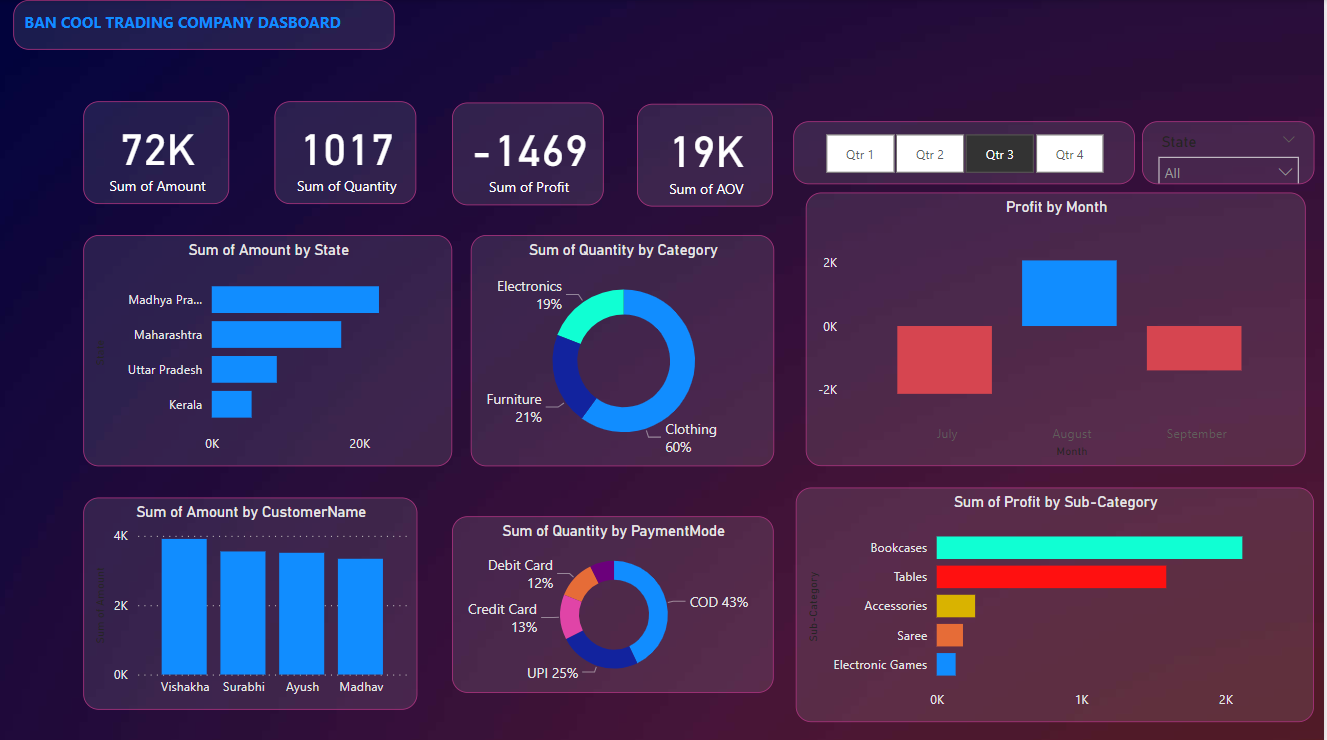 BAN COOL TRADING COMPANY DASBOARD
72K
Sum of Amount
1017
Sum of Quantity
-1469
Sum of Profit
19K
Sum of AOV
Qtr 1
Qtr 2
Qtr 3
Qtr 4
State
All
Sum of Amount by State
Madhya Pra...
Maharashtra
Uttar Pradesh
Kerala
State
0K
20K
Sum of Quantity by Category
Electronics
19%
Furniture
21%
Clothing
60%
Profit by Month
2K
0K
-2K
July
August
September
Month
Sum of Amount by CustomerName
4K
2K
0K
Sum of Amount
Vishakha
Surabhi
Ayush
Madhav
Sum of Quantity by PaymentMode
Debit Card
12%
Credit Card
13%
UPI 25%
COD 43%
Sum of Profit by Sub-Category
Sub-Category
Bookcases
Tables
Accessories
Saree
Electronic Games
0K
1K
2K